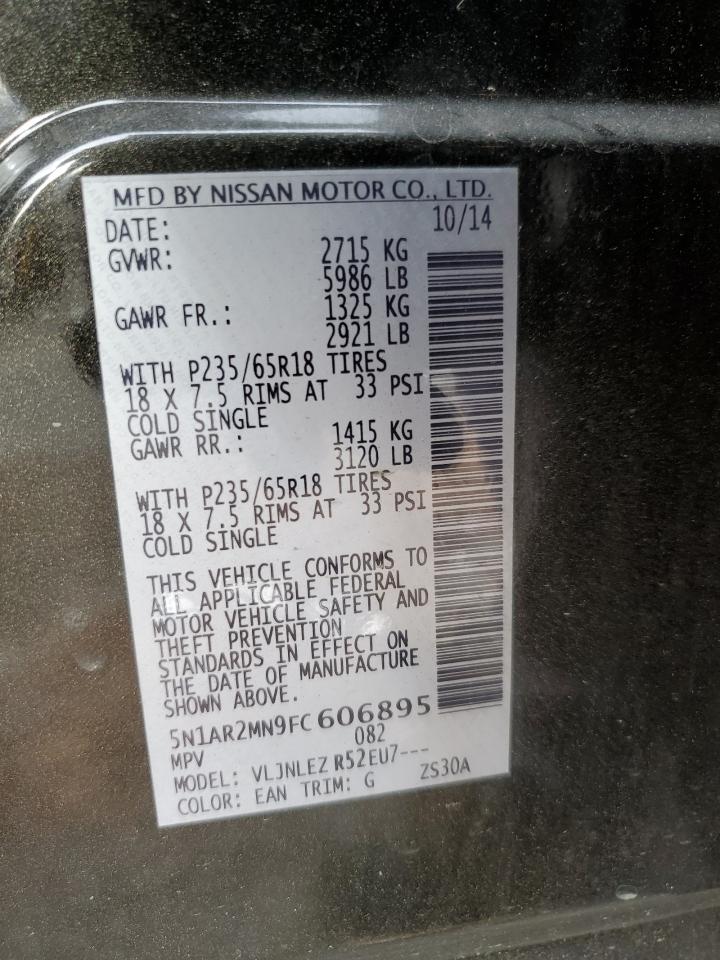 MFD BY NISSAN MOTOR CO., LTD.
DATE: 10/14
GVWR: 2715 KG
5986 LB
GAWR FR.: 1325 KG
2921 LB
WITH P235/65R18 TIRES
18 X 7.5 RIMS AT 33 PSI
COLD SINGLE
GAWR RR.: 1415 KG
3120 LB
WITH P235/65R18 TIRES
18 X 7.5 RIMS AT 33 PSI
COLD SINGLE
THIS VEHICLE CONFORMS TO
ALL APPLICABLE FEDERAL
MOTOR VEHICLE SAFETY AND
THEFT PREVENTION
STANDARDS IN EFFECT ON
THE DATE OF MANUFACTURE
SHOWN ABOVE.
5N1AR2MN9FC606895
MPV 082
MODEL: VLJNLEZ R52EU7---
COLOR: EAN TRIM: G ZS30A